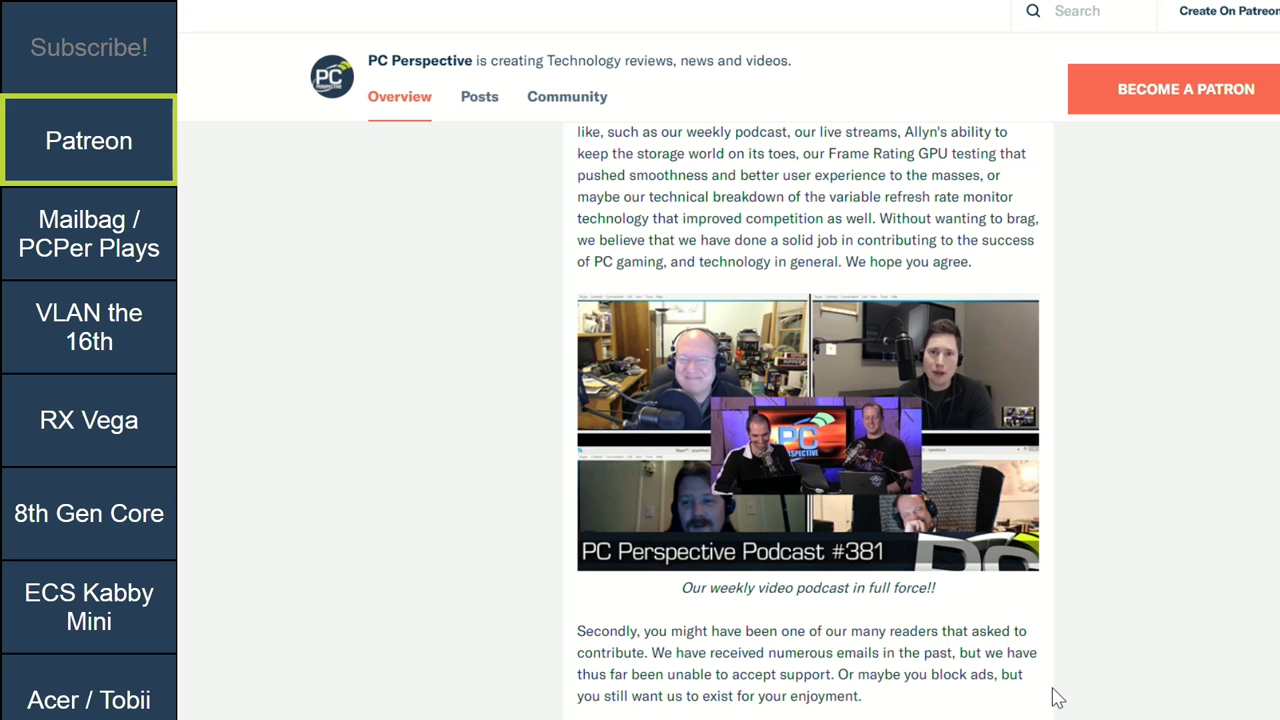 Subscribe!
Patreon
Mailbag /
PCPer Plays
VLAN the
16th
RX Vega
8th Gen Core
ECS Kabby
Mini
Acer / Tobii
Search
Create On Patreon
PC PERSPECTIVE
PC Perspective is creating Technology reviews, news and videos.
Overview Posts Community
BECOME A PATRON
like, such as our weekly podcast, our live streams, Allyn's ability to
keep the storage world on its toes, our Frame Rating GPU testing that
pushed smoothness and better user experience to the masses, or
maybe our technical breakdown of the variable refresh rate monitor
technology that improved competition as well. Without wanting to brag,
we believe that we have done a solid job in contributing to the success
of PC gaming, and technology in general. We hope you agree.
PC PERSPECTIVE
PC Perspective Podcast #381
Our weekly video podcast in full force!!
Secondly, you might have been one of our many readers that asked to
contribute. We have received numerous emails in the past, but we have
thus far been unable to accept support. Or maybe you block ads, but
you still want us to exist for your enjoyment.